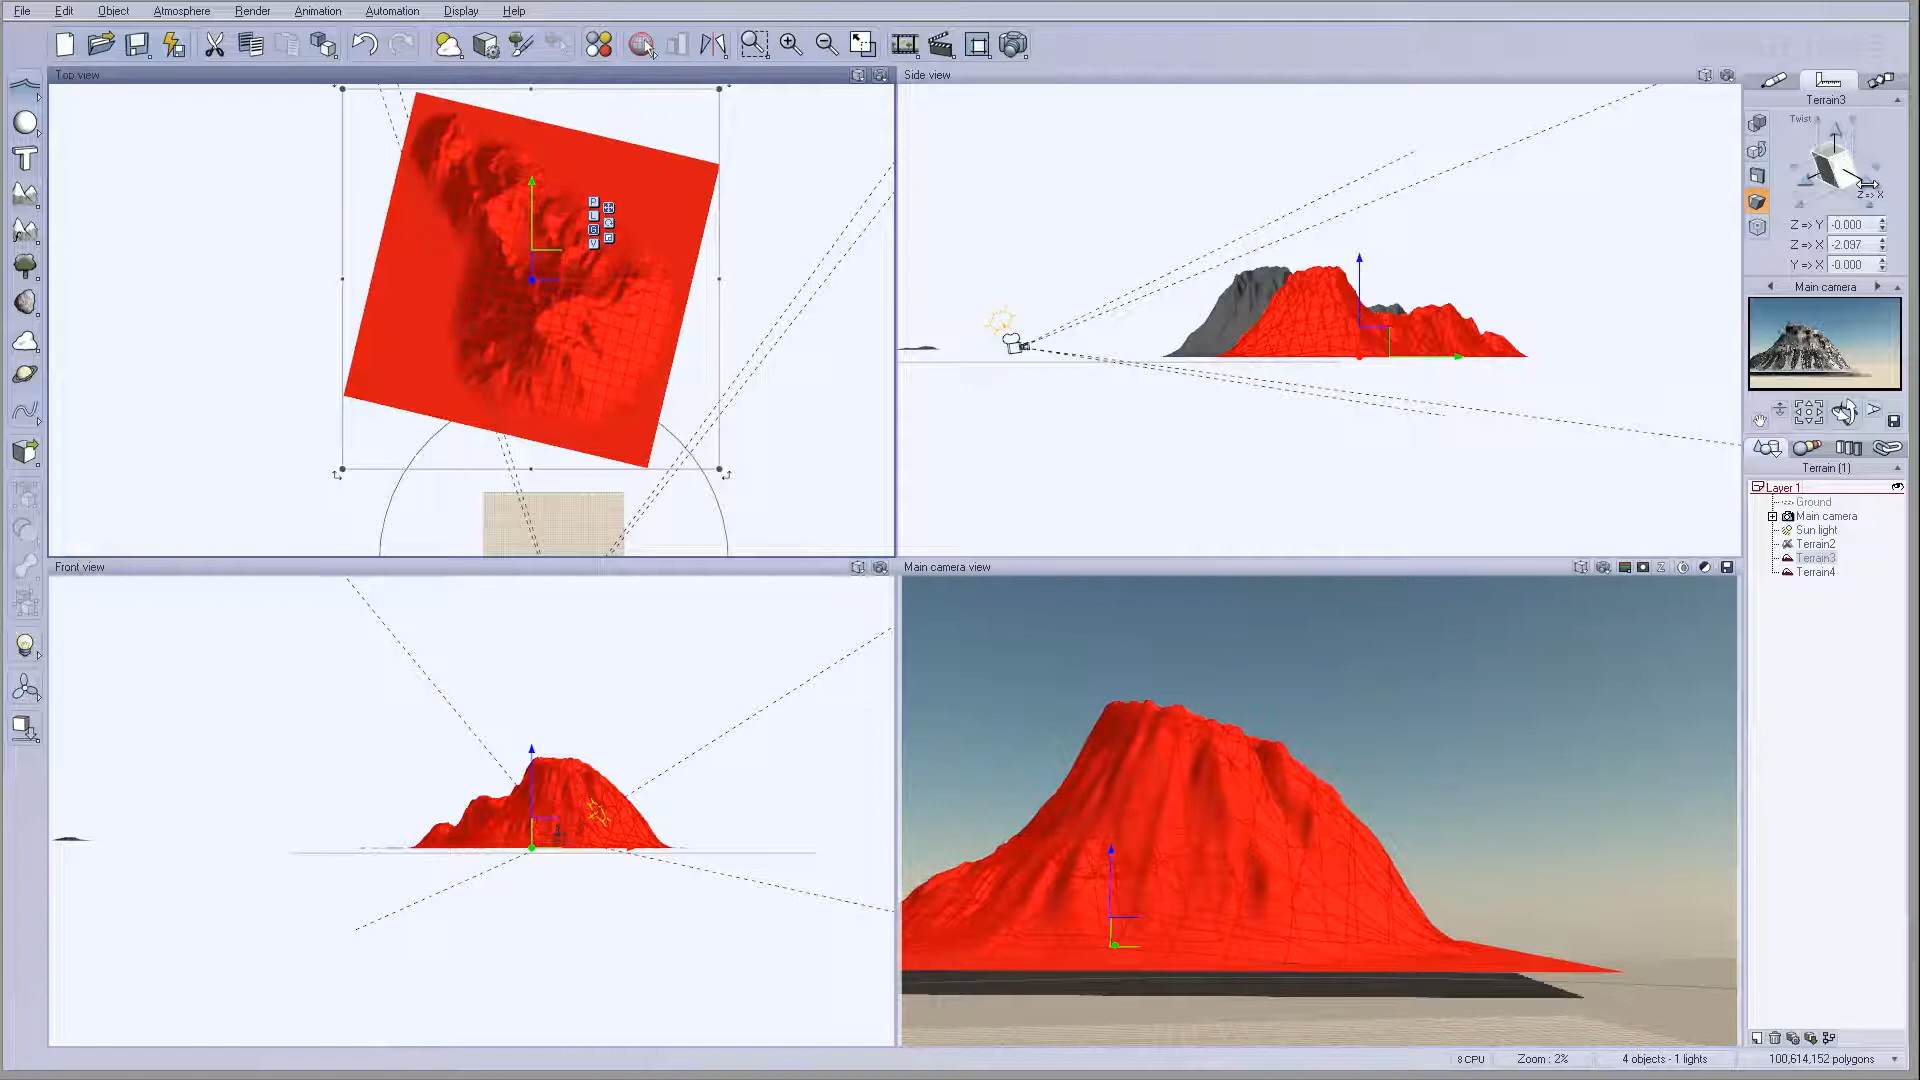 File Edit Object Atmosphere Render Animation Automation Display Help
Top view
Side view
Terrain3
Twist
Z=>X
Z=>Y -0.000
Z=>X -2.097
Y=>X -0.000
Main camera
P
L
G
V
Terrain (1)
Layer 1
Ground
Main camera
Sun light
Terrain2
Terrain3
Terrain4
Front view
Main camera view
Z
8 CPU Zoom : 2% 4 objects - 1 lights 100,614,152 polygons